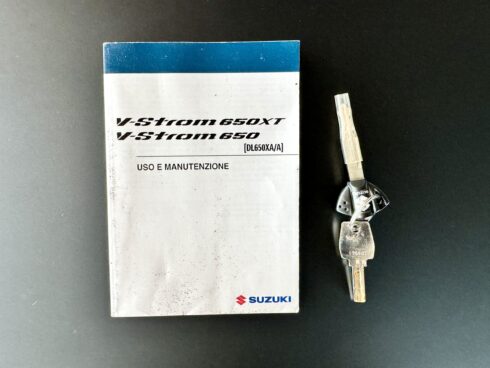 V-Strom 650XT
V-Strom 650
[DL650XA/A]
USO E MANUTENZIONE
SUZUKI